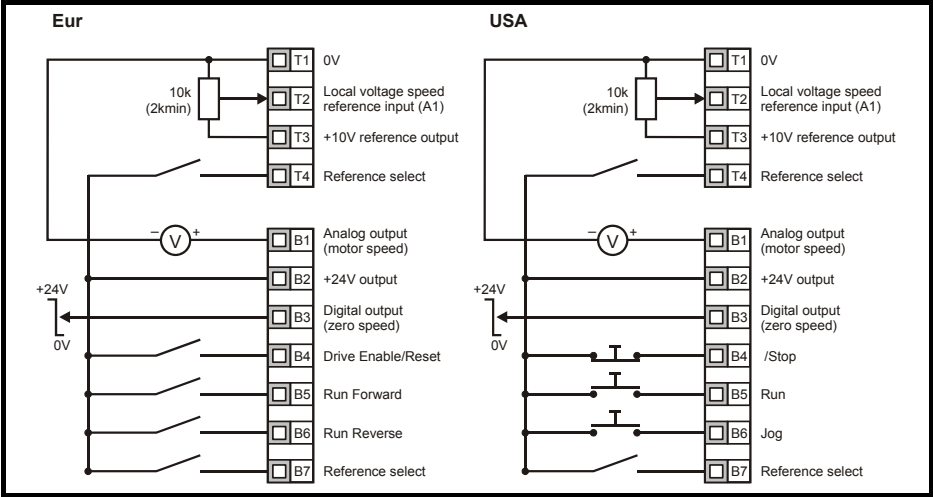 Eur
T1 0V
10k
(2kmin)
T2 Local voltage speed
reference input (A1)
T3 +10V reference output
T4 Reference select
– V +
B1 Analog output
(motor speed)
B2 +24V output
+24V
0V
B3 Digital output
(zero speed)
B4 Drive Enable/Reset
B5 Run Forward
B6 Run Reverse
B7 Reference select
USA
T1 0V
10k
(2kmin)
T2 Local voltage speed
reference input (A1)
T3 +10V reference output
T4 Reference select
– V +
B1 Analog output
(motor speed)
B2 +24V output
+24V
0V
B3 Digital output
(zero speed)
B4 /Stop
B5 Run
B6 Jog
B7 Reference select